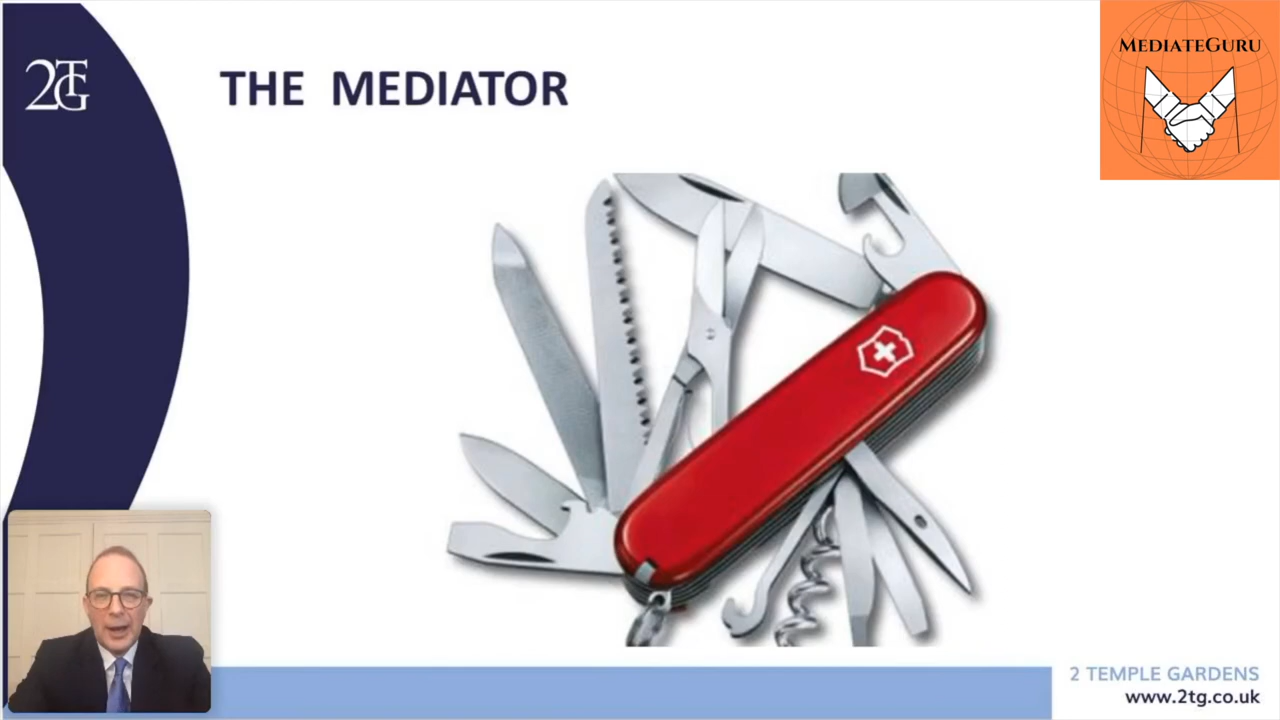 2TG
THE MEDIATOR
MEDIATEGURU
2 TEMPLE GARDENS
www.2tg.co.uk